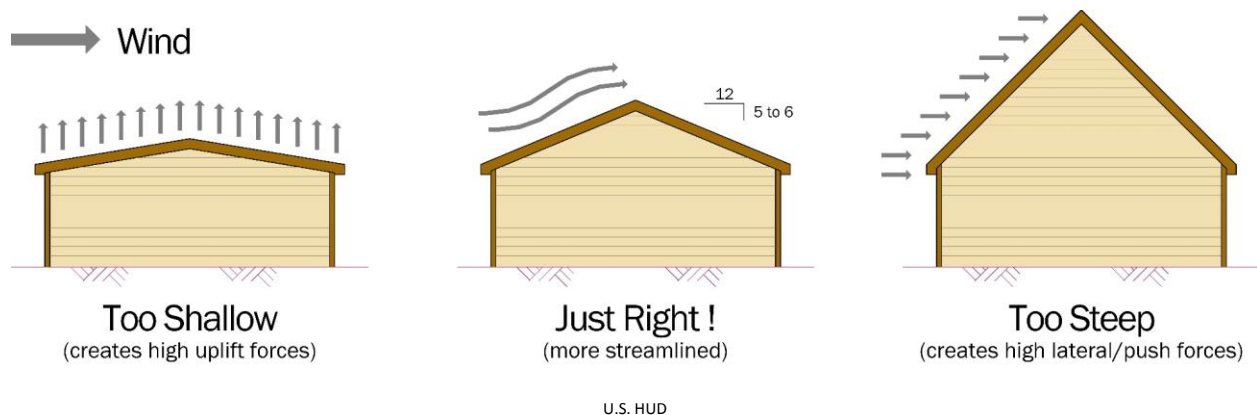 Wind
12
5 to 6
Too Shallow
(creates high uplift forces)
Just Right !
(more streamlined)
Too Steep
(creates high lateral/push forces)
U.S. HUD